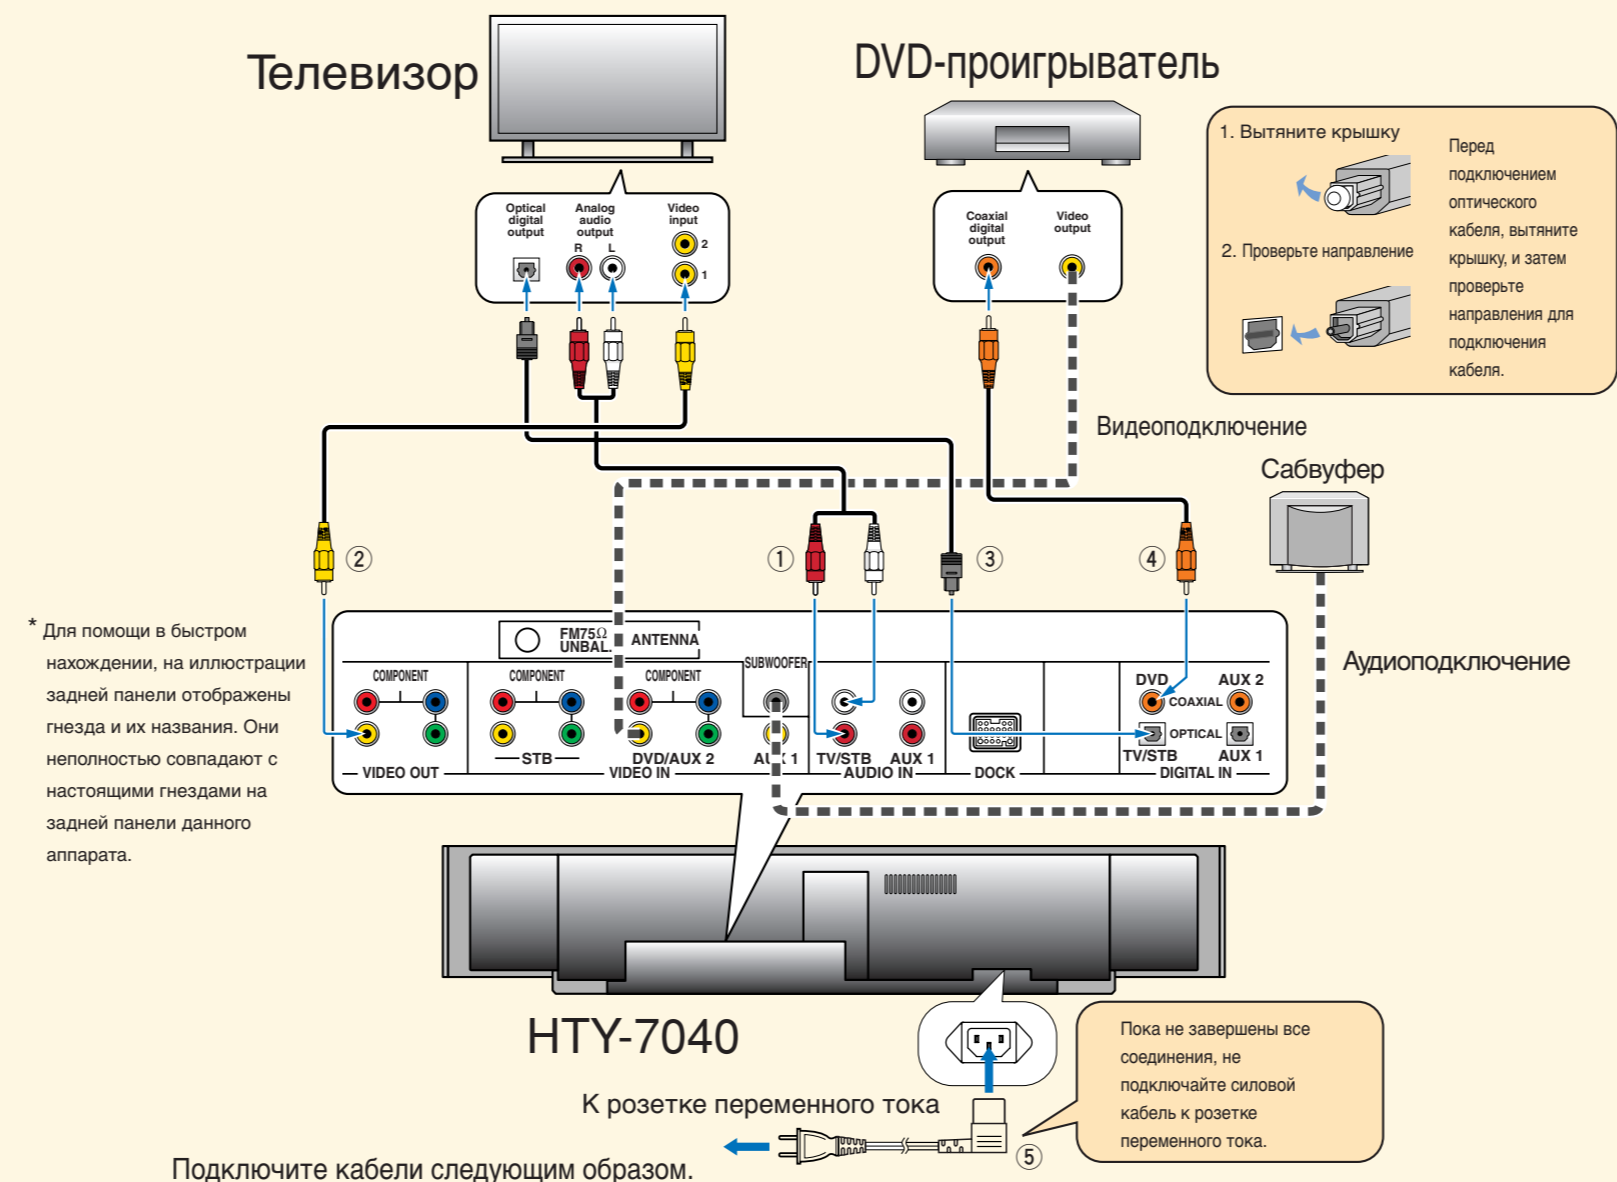 Телевизор
DVD-проигрыватель
Optical
digital
output
Analog
audio
output
R L
Video
input
2
1
Coaxial
digital
output
Video
output
1. Вытяните крышку
2. Проверьте направление
Перед
подключением
оптического
кабеля, вытяните
крышку, и затем
проверьте
направления для
подключения
кабеля.
Видеоподключение
Сабвуфер
② ① ③ ④
* Для помощи в быстром
нахождении, на иллюстрации
задней панели отображены
гнезда и их названия. Они
неполностью совпадают с
настоящими гнездами на
задней панели данного
аппарата.
Аудиоподключение
FM75Ω
UNBAL.
ANTENNA
COMPONENT
COMPONENT
COMPONENT
SUBWOOFER
DVD
AUX 2
COAXIAL
OPTICAL
STB
DVD/AUX 2
AUX 1
TV/STB
AUX 1
TV/STB
AUX 1
VIDEO OUT
VIDEO IN
AUDIO IN
DOCK
DIGITAL IN
HTY-7040
К розетке переменного тока
⑤
Пока не завершены все
соединения, не
подключайте силовой
кабель к розетке
переменного тока.
Подключите кабели следующим образом.